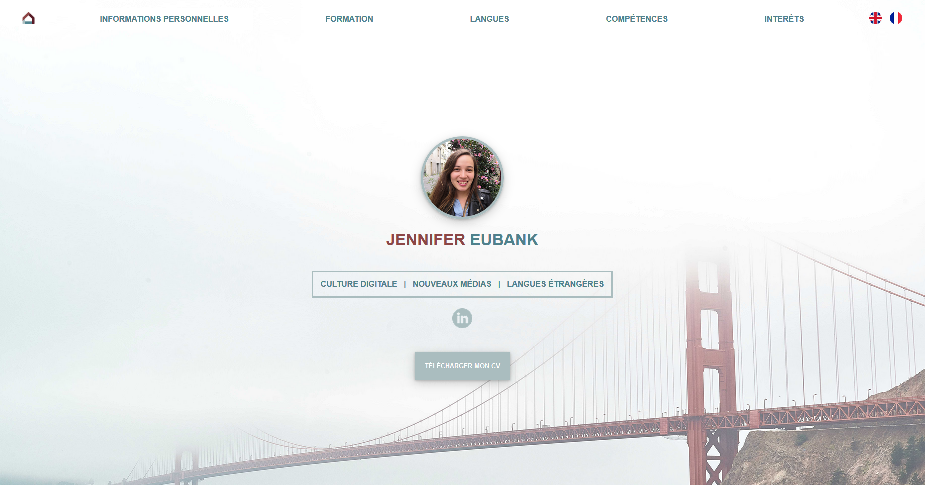 INFORMATIONS PERSONNELLES
FORMATION
LANGUES
COMPÉTENCES
INTERÊTS
JENNIFER EUBANK
CULTURE DIGITALE | NOUVEAUX MÉDIAS | LANGUES ÉTRANGÈRES
in
TÉLÉCHARGER MON CV